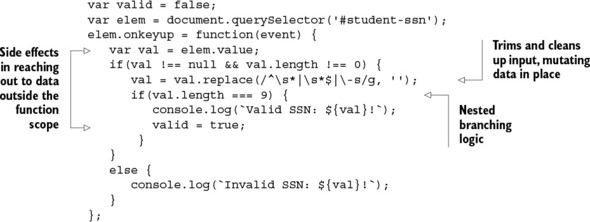 var valid = false;
var elem = document.querySelector('#student-ssn');
elem.onkeyup = function(event) {
var val = elem.value;
if(val !== null && val.length !== 0) {
val = val.replace(/^\s*|\s*$|\-s/g, '');
if(val.length === 9) {
console.log(`Valid SSN: ${val}!`);
valid = true;
}
}
else {
console.log(`Invalid SSN: ${val}!`);
}
};
Side effects
in reaching
out to data
outside the
function
scope
Trims and cleans
up input, mutating
data in place
Nested
branching
logic